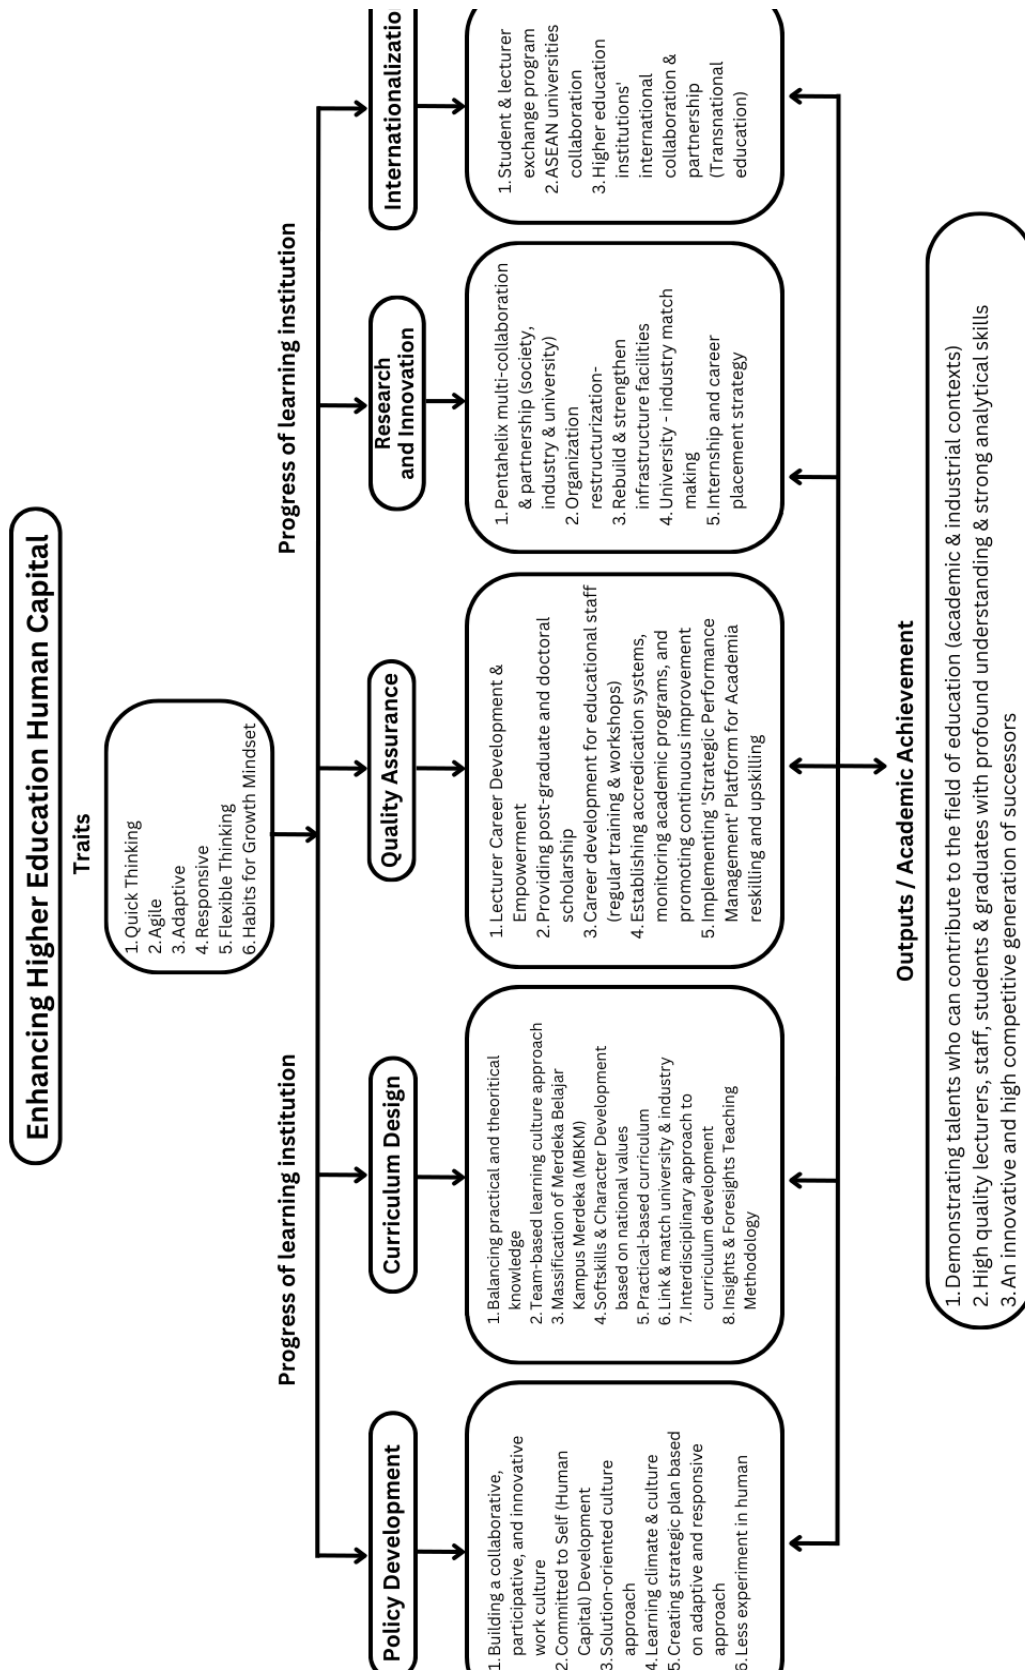 Enhancing Higher Education Human Capital
Traits
1. Quick Thinking
2. Agile
3. Adaptive
4. Responsive
5. Flexible Thinking
6. Habits for Growth Mindset
Progress of learning institution
Progress of learning institution
Policy Development
1. Building a collaborative,
participative, and innovative
work culture
2. Committed to Self (Human
Capital) Development
3. Solution-oriented culture
approach
4. Learning climate & culture
5. Creating strategic plan based
on adaptive and responsive
approach
6. Less experiment in human
Curriculum Design
1. Balancing practical and theoritical
knowledge
2. Team-based learning culture approach
3. Massification of Merdeka Belajar
Kampus Merdeka (MBKM)
4. Softskills & Character Development
based on national values
5. Practical-based curriculum
6. Link & match university & industry
7. Interdisciplinary approach to
curriculum development
8. Insights & Foresights Teaching
Methodology
Quality Assurance
1. Lecturer Career Development &
Empowerment
2. Providing post-graduate and doctoral
scholarship
3. Career development for educational staff
(regular training & workshops)
4. Establishing accredication systems,
monitoring academic programs, and
promoting continuous improvement
5. Implementing 'Strategic Performance
Management' Platform for Academia
reskilling and upskilling
Research
and Innovation
1. Pentahelix multi-collaboration
& partnership (society,
industry & university)
2. Organization
restructurization-
3. Rebuild & strengthen
infrastructure facilities
4. University - industry match
making
5. Internship and career
placement strategy
Internationalizatio
1. Student & lecturer
exchange program
2. ASEAN universities
collaboration
3. Higher education
institutions'
international
collaboration &
partnership
(Transnational
education)
Outputs / Academic Achievement
1. Demonstrating talents who can contribute to the field of education (academic & industrial contexts)
2. High quality lecturers, staff, students & graduates with profound understanding & strong analytical skills
3. An innovative and high competitive generation of successors